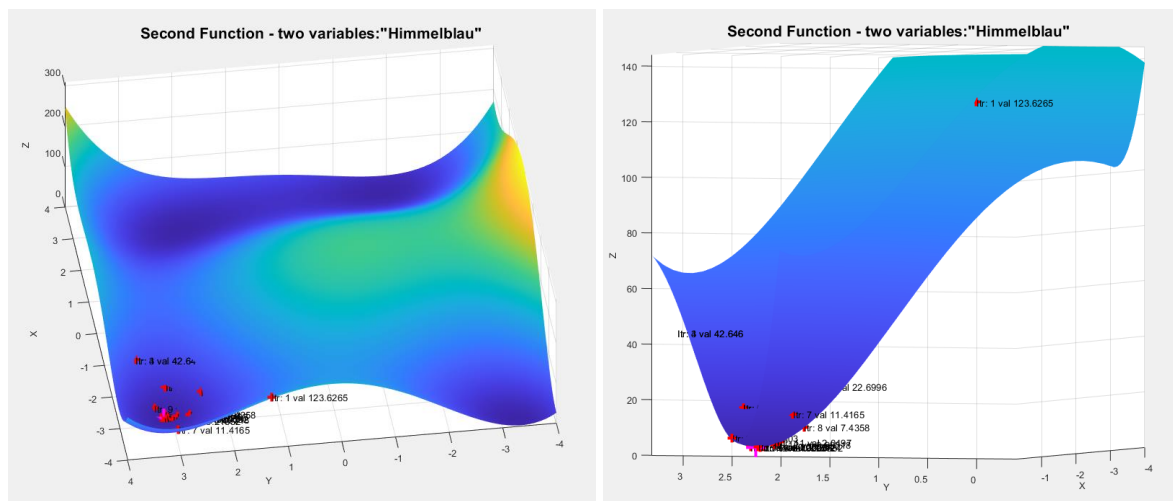 Second Function - two variables:"Himmelblau"
300
200
100
0
Z
4
3
2
1
0
-1
-2
-3
-4
X
4
3
2
1
0
-1
-2
-3
-4
Y
val 42.64
Itr: 1 val 123.6265
Itr: 7 val 11.4165
Second Function - two variables:"Himmelblau"
140
120
100
80
60
40
20
0
Z
Itr: 1 val 123.6265
val 42.646
val 22.6996
Itr: 7 val 11.4165
Itr: 8 val 7.4358
3
2.5
2
1.5
1
0
Y
-1
-2
-3
-4
X